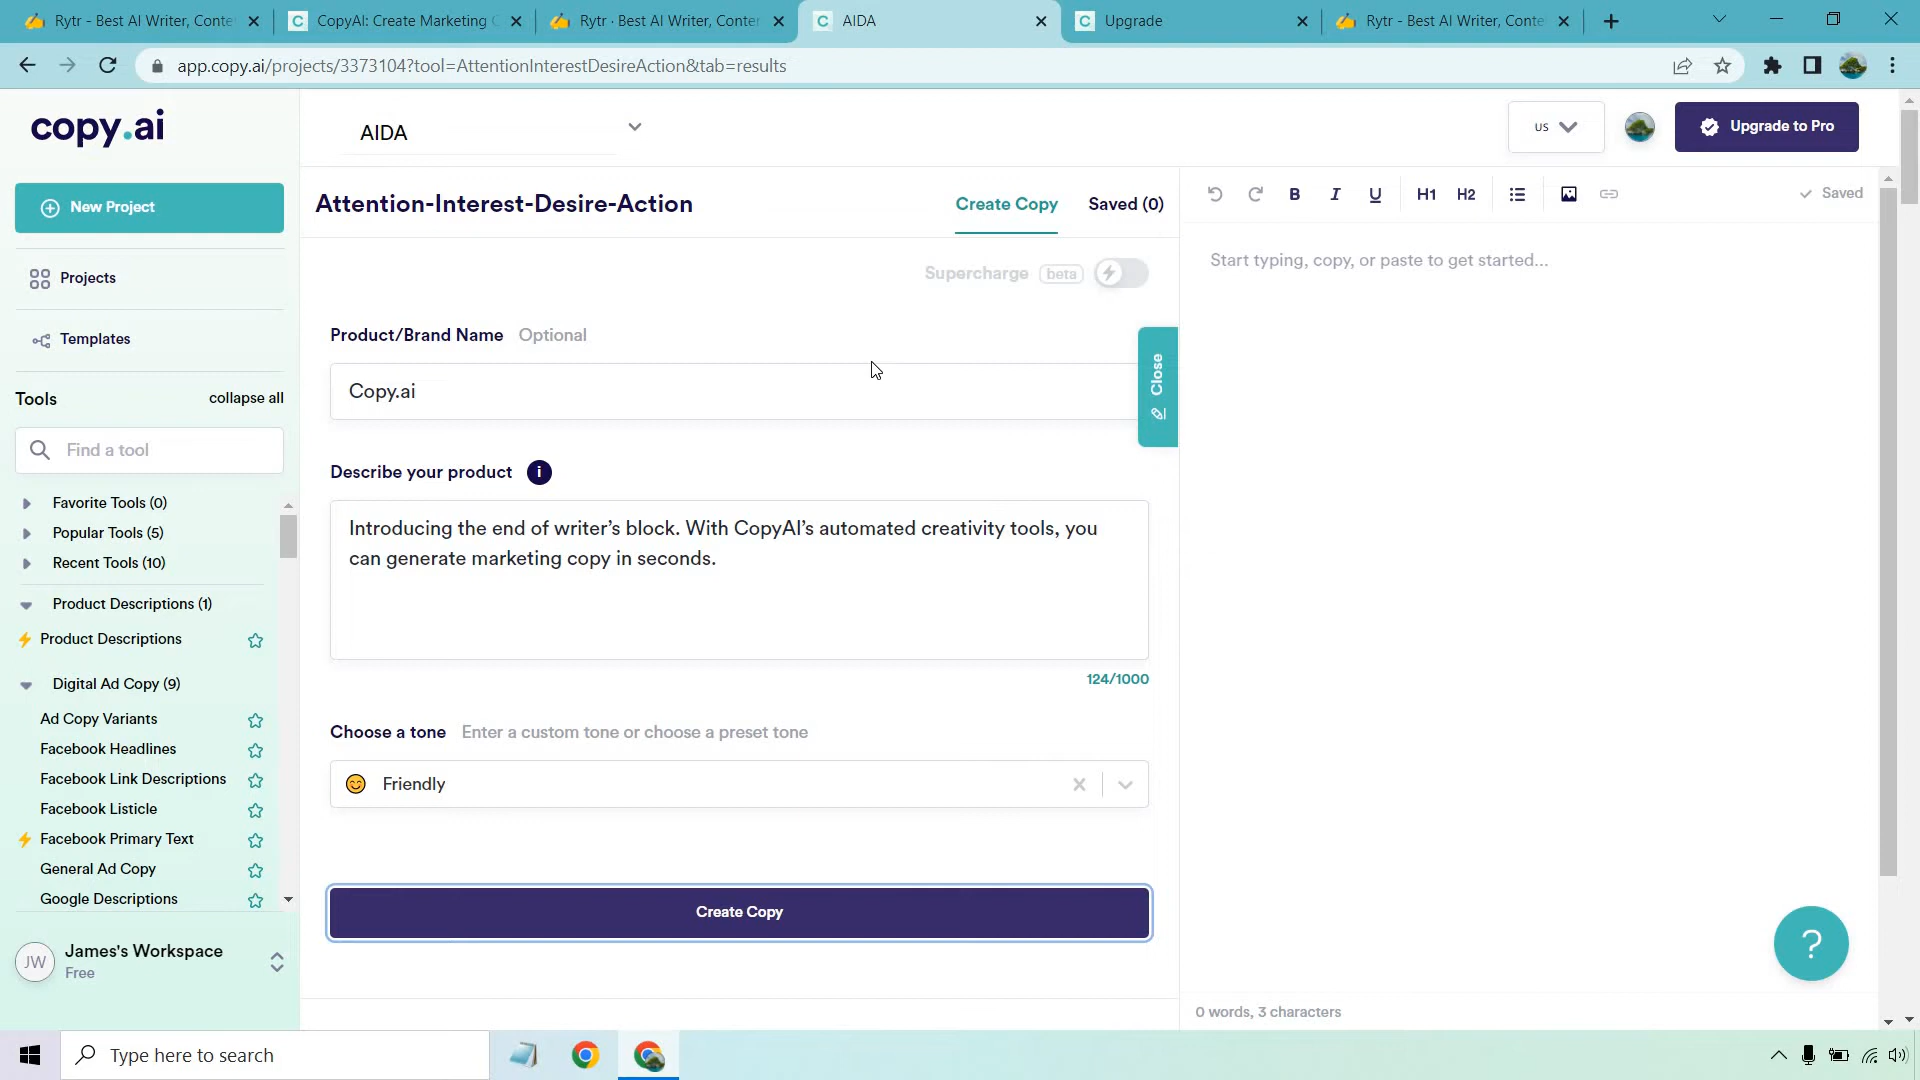 Rytr - Best AI Writer, Conte
CopyAI: Create Marketing C
Rytr · Best AI Writer, Conte
AIDA
Upgrade
Rytr - Best AI Writer, Conte
app.copy.ai/projects/3373104?tool=AttentionInterestDesireAction&tab=results
copy.ai
AIDA
US
Upgrade to Pro
New Project
Projects
Templates
Tools
collapse all
Find a tool
Favorite Tools (0)
Popular Tools (5)
Recent Tools (10)
Product Descriptions (1)
Product Descriptions
Digital Ad Copy (9)
Ad Copy Variants
Facebook Headlines
Facebook Link Descriptions
Facebook Listicle
Facebook Primary Text
General Ad Copy
Google Descriptions
JW
James's Workspace
Free
Attention-Interest-Desire-Action
Create Copy
Saved (0)
Supercharge beta
Product/Brand Name Optional
Copy.ai
Close
Describe your product i
Introducing the end of writer’s block. With CopyAI’s automated creativity tools, you
can generate marketing copy in seconds.
124/1000
Choose a tone Enter a custom tone or choose a preset tone
Friendly
Create Copy
B I U H1 H2
Saved
Start typing, copy, or paste to get started...
?
0 words, 3 characters
Type here to search